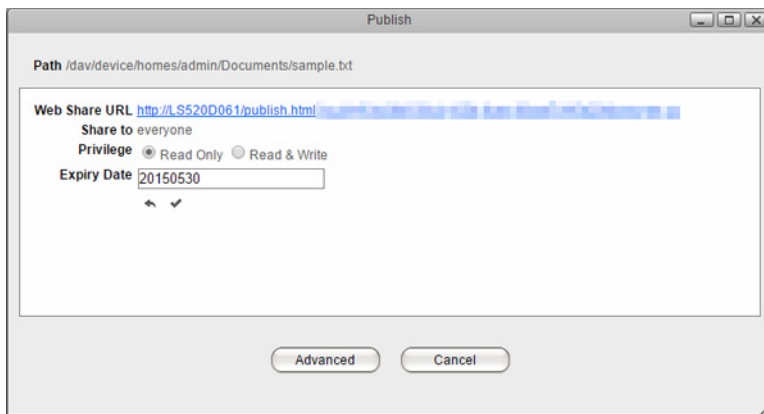 Publish
Path /dav/device/homes/admin/Documents/sample.txt
Web Share URL http://LS520D061/publish.html
Share to everyone
Privilege Read Only Read & Write
Expiry Date 20150530
Advanced Cancel